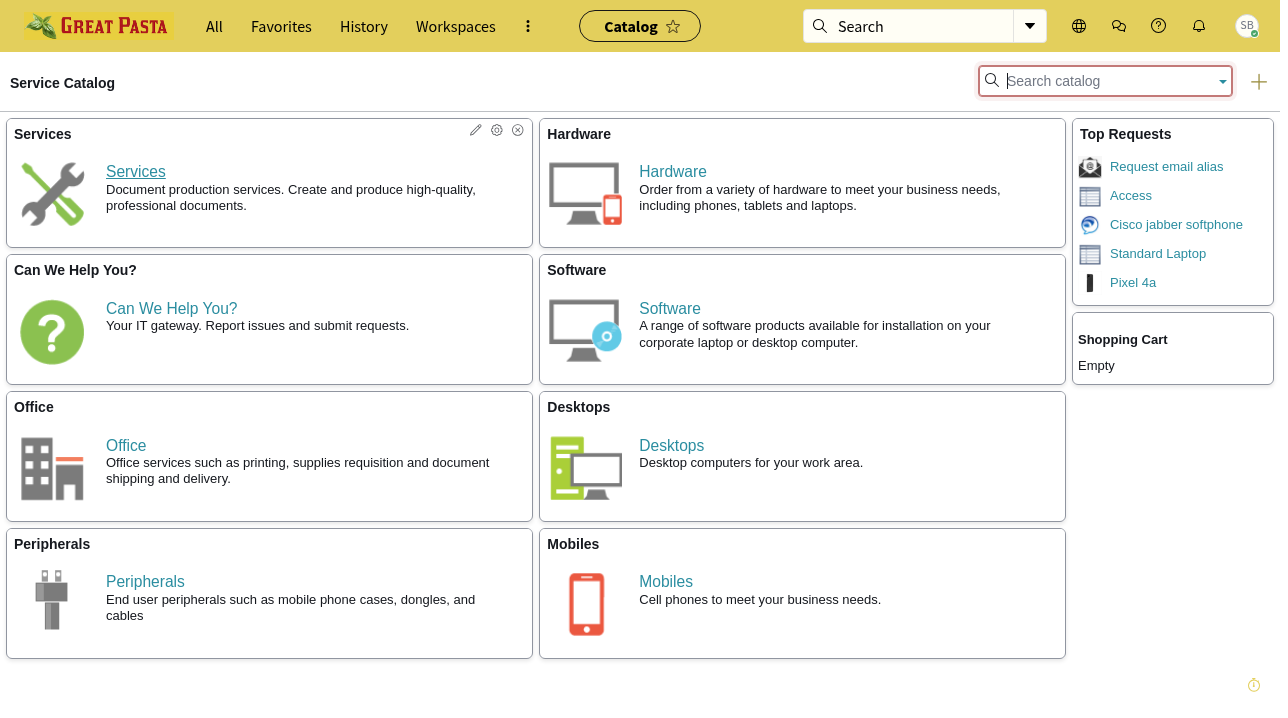 GREAT PASTA
All
Favorites
History
Workspaces
Catalog
Search
SB
Service Catalog
Search catalog
Services
Services
Document production services. Create and produce high-quality,
professional documents.
Hardware
Hardware
Order from a variety of hardware to meet your business needs,
including phones, tablets and laptops.
Can We Help You?
Can We Help You?
Your IT gateway. Report issues and submit requests.
Software
Software
A range of software products available for installation on your
corporate laptop or desktop computer.
Office
Office
Office services such as printing, supplies requisition and document
shipping and delivery.
Desktops
Desktops
Desktop computers for your work area.
Peripherals
Peripherals
End user peripherals such as mobile phone cases, dongles, and
cables
Mobiles
Mobiles
Cell phones to meet your business needs.
Top Requests
Request email alias
Access
Cisco jabber softphone
Standard Laptop
Pixel 4a
Shopping Cart
Empty